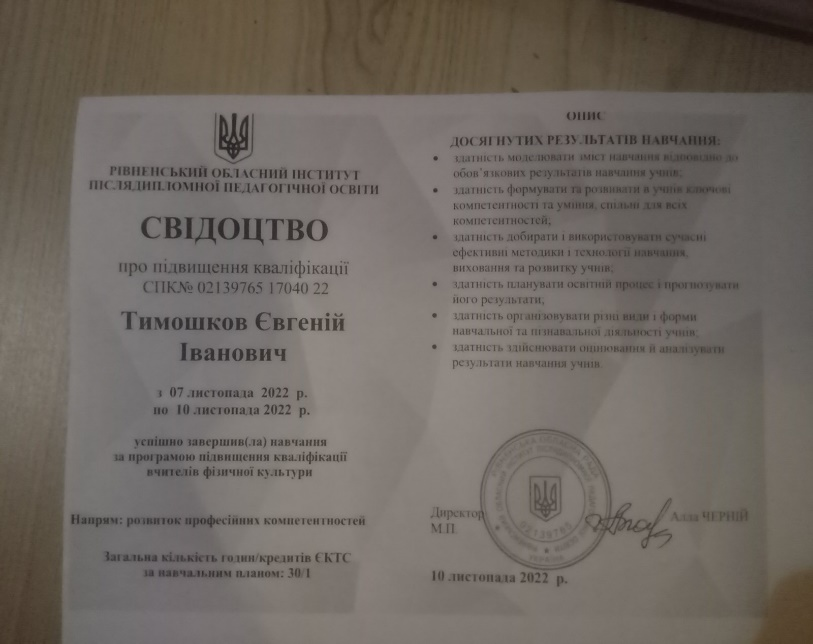 РІВНЕНСЬКИЙ ОБЛАСНИЙ ІНСТИТУТ
ПІСЛЯДИПЛОМНОЇ ПЕДАГОГІЧНОЇ ОСВІТИ
СВІДОЦТВО
про підвищення кваліфікації
СПК№ 02139765 17040 22
Тимошков Євгеній
Іванович
з 07 листопада 2022 р.
по 10 листопада 2022 р.
успішно завершив(ла) навчання
за програмою підвищення кваліфікації
вчителів фізичної культури
Напрям: розвиток професійних компетентностей
Загальна кількість годин/кредитів ЄКТС
за навчальним планом: 30/1
ОПИС
ДОСЯГНУТИХ РЕЗУЛЬТАТІВ НАВЧАННЯ:
здатність моделювати зміст навчання відповідно до
обов’язкових результатів навчання учнів;
здатність формувати та розвивати в учнів ключові
компетентності та уміння, спільні для всіх
компетентностей;
здатність добирати і використовувати сучасні
ефективні методики і технології навчання,
виховання та розвитку учнів;
здатність планувати освітній процес і прогнозувати
його результати;
здатність організовувати різні види і форми
навчальної та пізнавальної діяльності учнів;
здатність здійснювати оцінювання й аналізувати
результати навчання учнів.
Директор
М.П.
02139765
Алла ЧЕРНІЙ
10 листопада 2022 р.